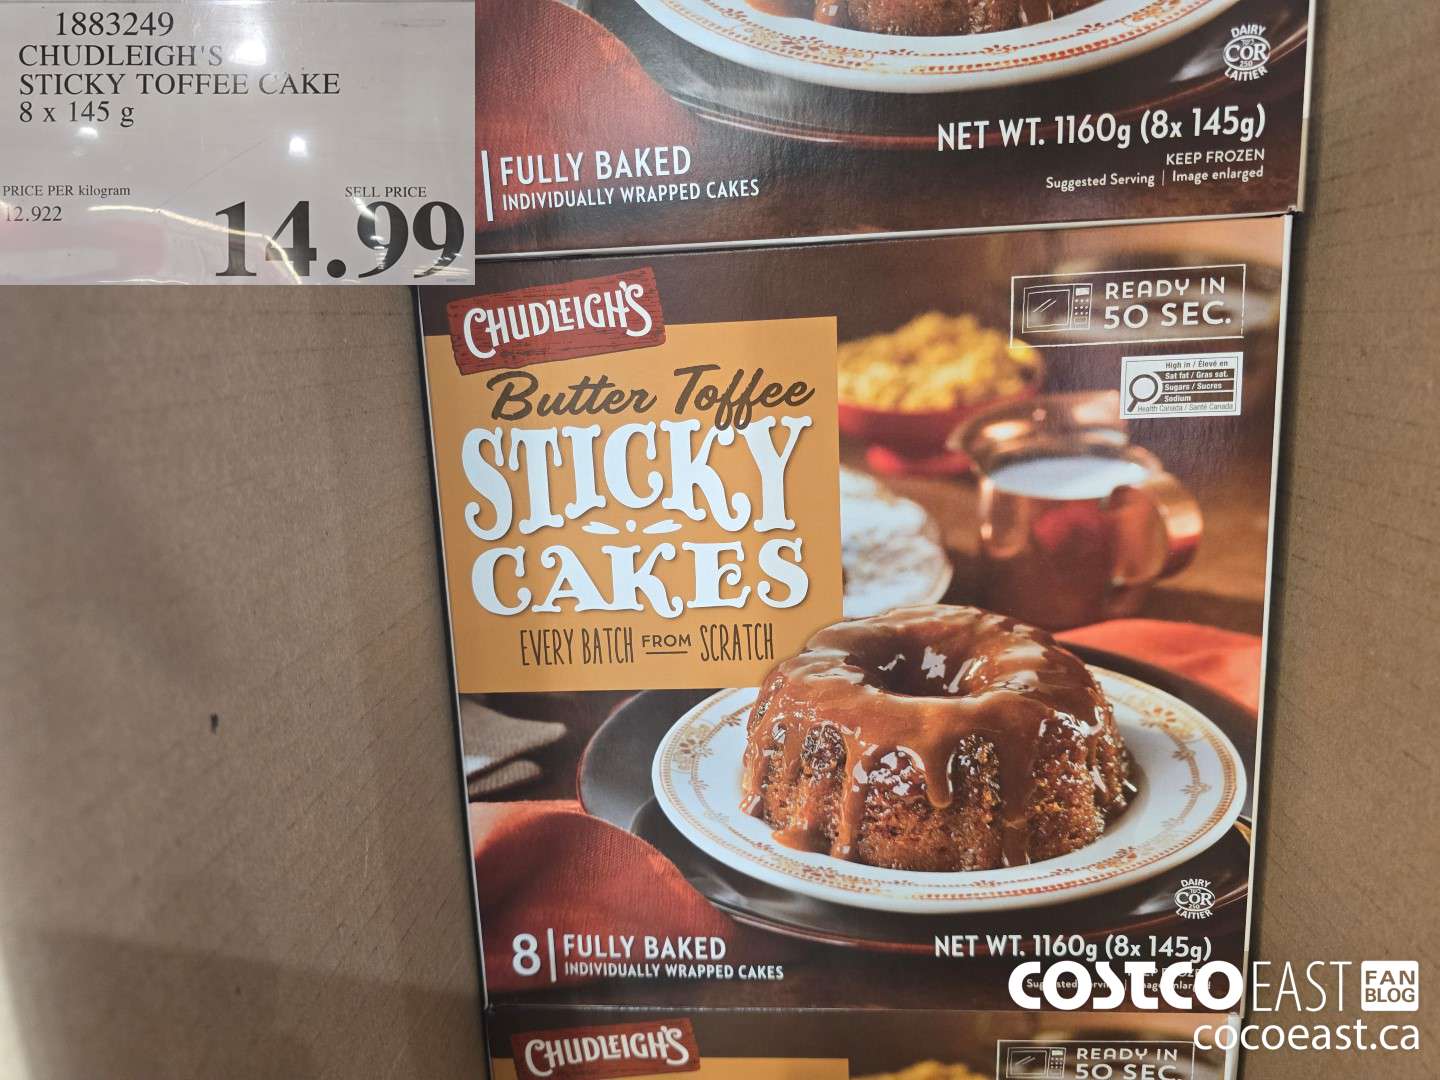 1883249
CHUDLEIGH'S
STICKY TOFFEE CAKE
8 x 145 g
PRICE PER kilogram
12.922
SELL PRICE
14.99
DAIRY
COR
250
LAITIER
NET WT. 1160g (8x 145g)
KEEP FROZEN
Suggested Serving | Image enlarged
FULLY BAKED
INDIVIDUALLY WRAPPED CAKES
CHUDLEIGH'S
READY IN
50 SEC.
High in / Élevé en
Sat fat / Gras sat.
Sugars / Sucres
Sodium
Health Canada / Santé Canada
Butter Toffee
STICKY
CAKES
EVERY BATCH FROM SCRATCH
DAIRY
COR
250
LAITIER
8 FULLY BAKED
INDIVIDUALLY WRAPPED CAKES
NET WT. 1160g (8x 145g)
COSTCO EAST FAN
BLOG
cocoeast.ca
CHUDLEIGH'S
READY IN
50 SEC.